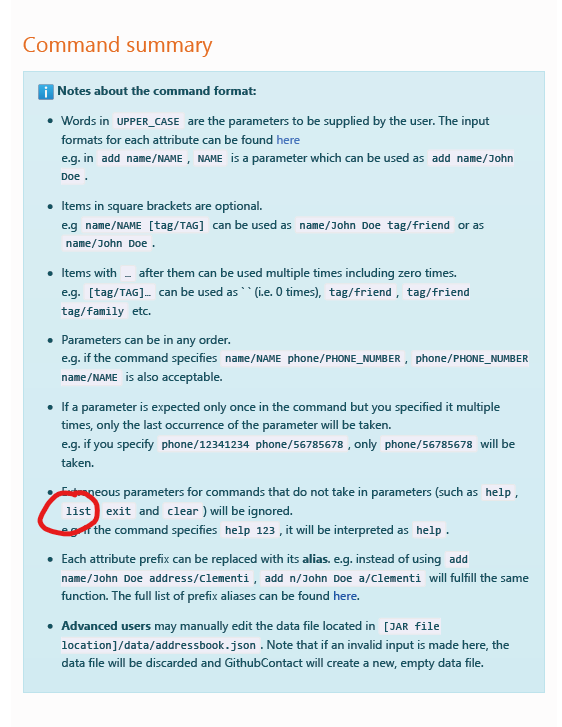 Command summary
Notes about the command format:
Words in UPPER_CASE are the parameters to be supplied by the user. The input
formats for each attribute can be found here
e.g. in add name/NAME , NAME is a parameter which can be used as add name/John
Doe .
Items in square brackets are optional.
e.g name/NAME [tag/TAG] can be used as name/John Doe tag/friend or as
name/John Doe .
Items with … after them can be used multiple times including zero times.
e.g. [tag/TAG]… can be used as ` ` (i.e. 0 times), tag/friend , tag/friend
tag/family etc.
Parameters can be in any order.
e.g. if the command specifies name/NAME phone/PHONE_NUMBER , phone/PHONE_NUMBER
name/NAME is also acceptable.
If a parameter is expected only once in the command but you specified it multiple
times, only the last occurrence of the parameter will be taken.
e.g. if you specify phone/12341234 phone/56785678 , only phone/56785678 will be
taken.
Extraneous parameters for commands that do not take in parameters (such as help ,
list exit and clear ) will be ignored.
e.g. if the command specifies help 123 , it will be interpreted as help .
Each attribute prefix can be replaced with its alias. e.g. instead of using add
name/John Doe address/Clementi , add n/John Doe a/Clementi will fulfill the same
function. The full list of prefix aliases can be found here.
Advanced users may manually edit the data file located in [JAR file
location]/data/addressbook.json . Note that if an invalid input is made here, the
data file will be discarded and GithubContact will create a new, empty data file.